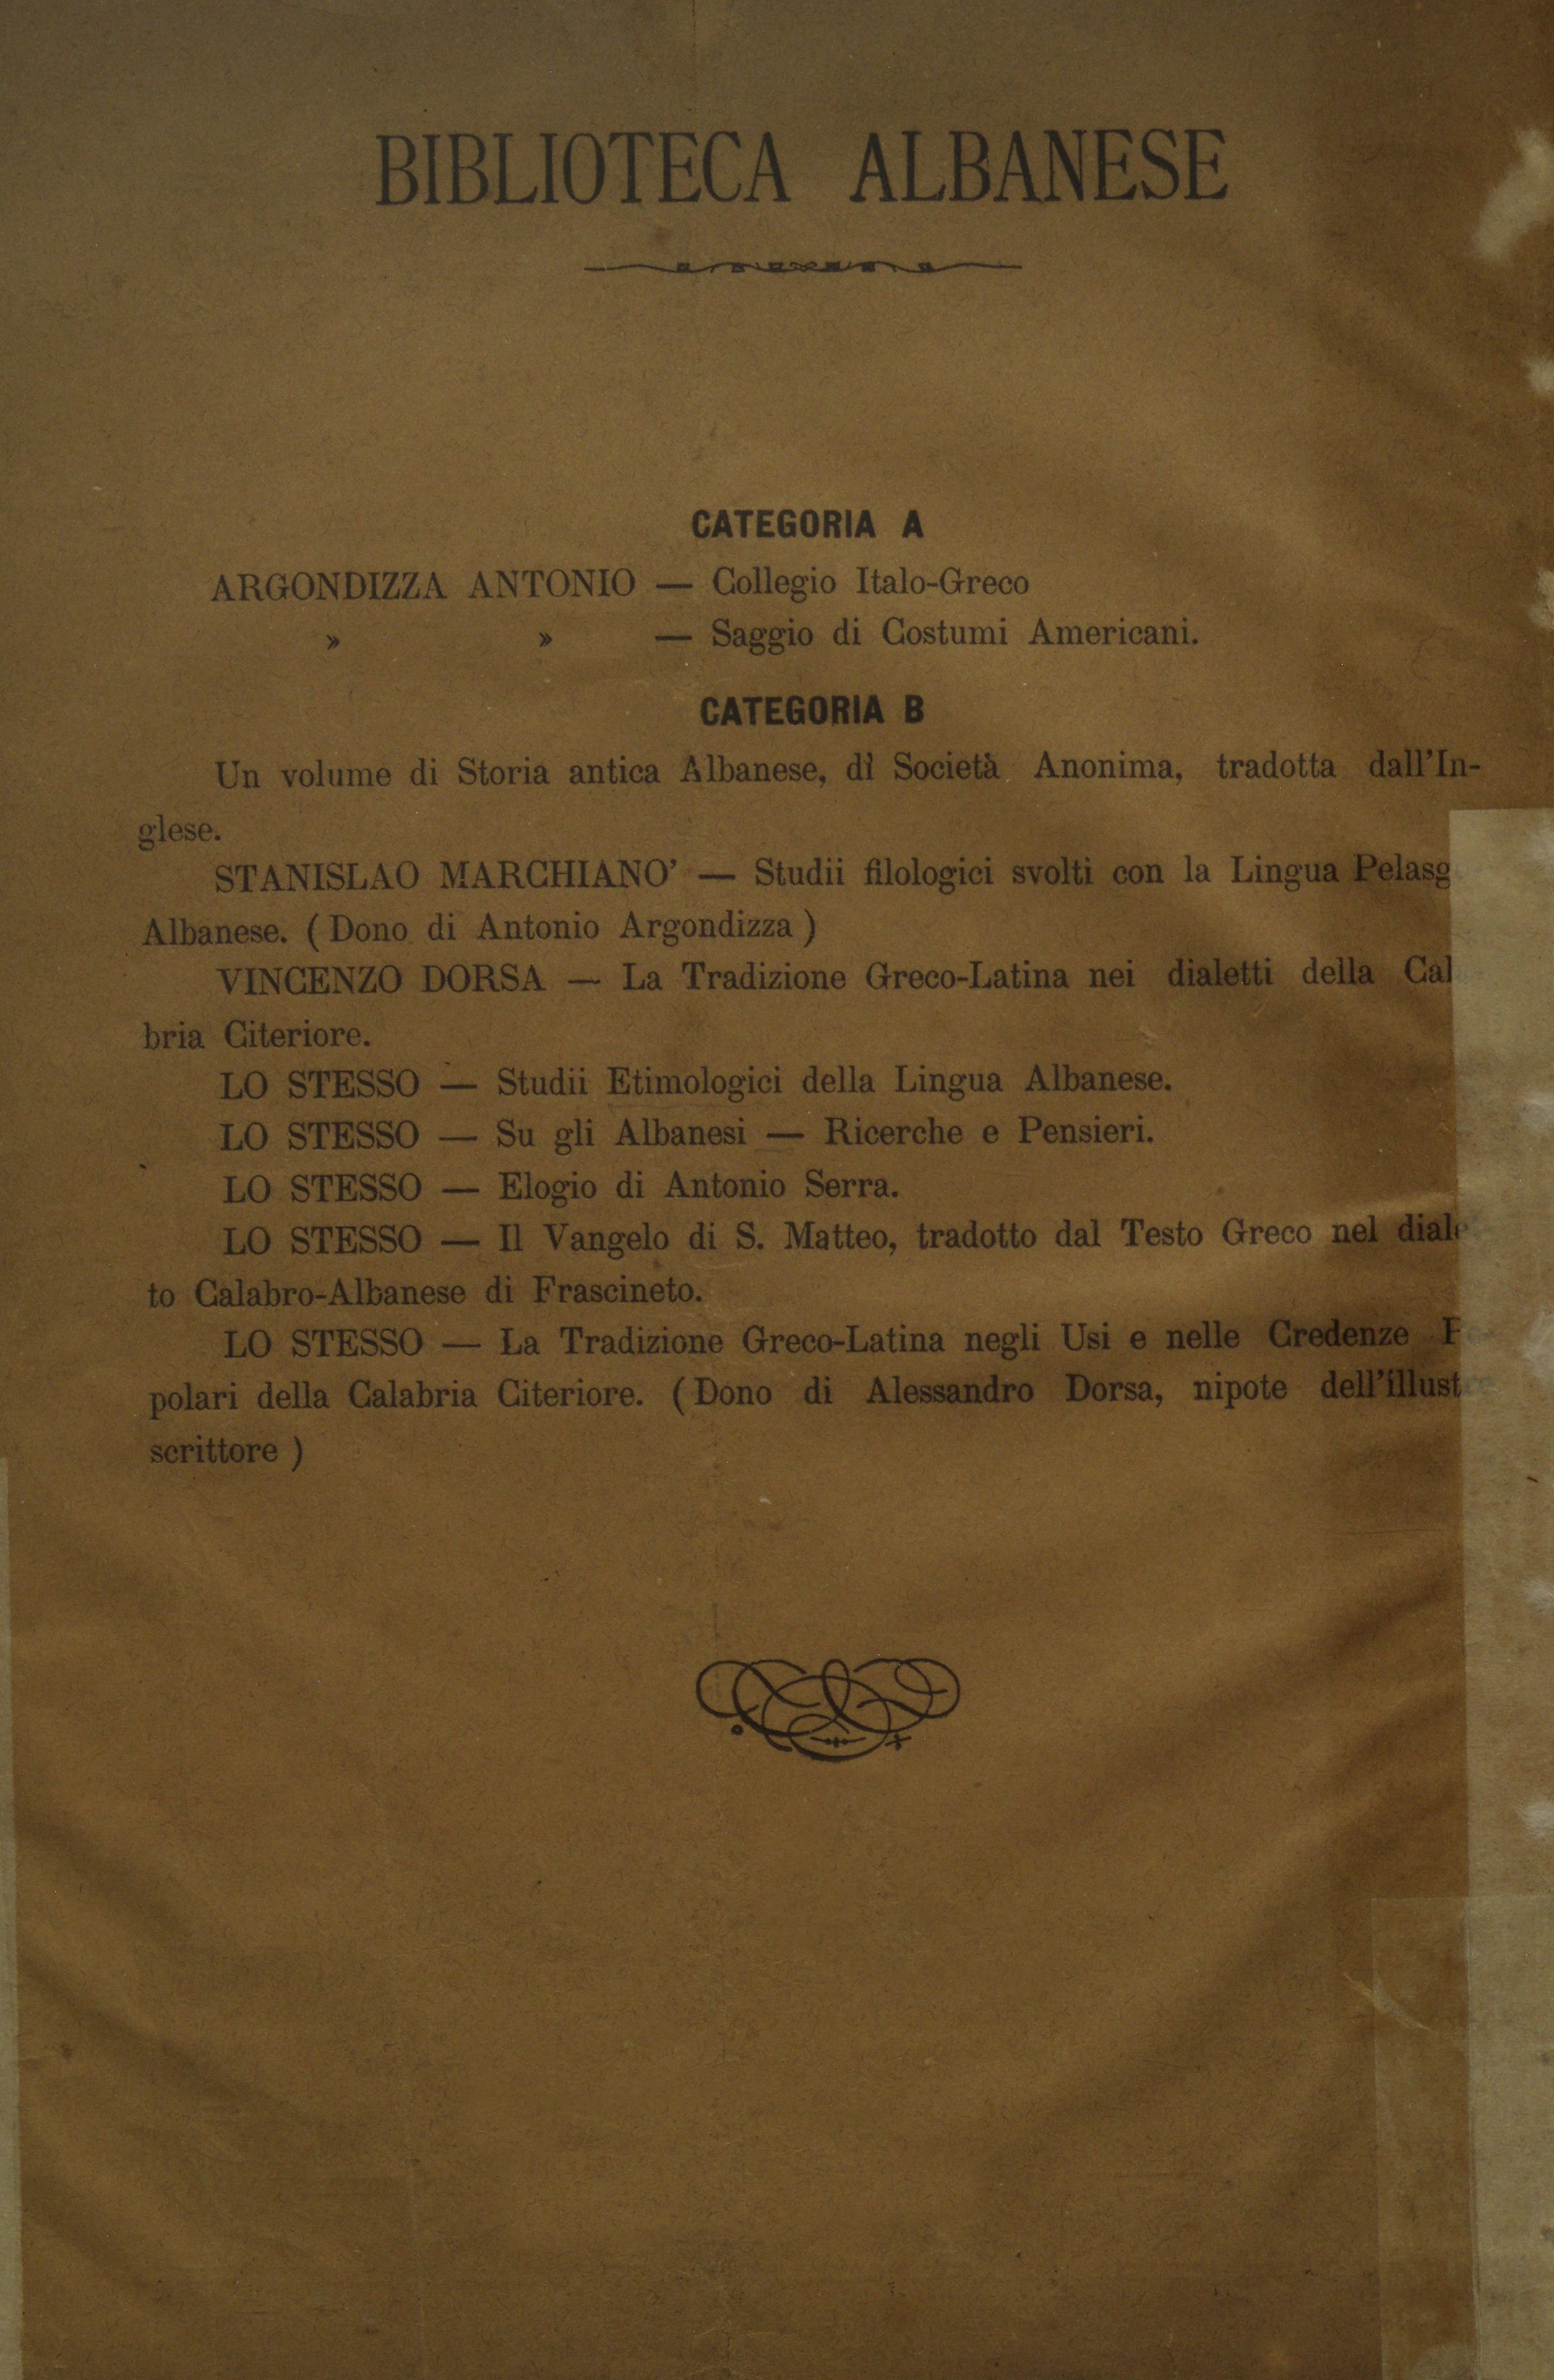 BIBLIOTECA ALBANESE
CATEGORIA A
ARGONDIZZA ANTONIO — Collegio Italo-Greco
» » — Saggio di Costumi Americani.
CATEGORIA B
Un volume di Storia antica Albanese, dì Società Anonima, tradotta dall'In-
glese.
STANISLAO MARCHIANO' — Studii filologici svolti con la Lingua Pelasg
Albanese. ( Dono di Antonio Argondizza )
VINCENZO DORSA — La Tradizione Greco-Latina nei dialetti della Cal
bria Citeriore.
LO STESSO — Studii Etimologici della Lingua Albanese.
LO STESSO — Su gli Albanesi — Ricerche e Pensieri.
LO STESSO — Elogio di Antonio Serra.
LO STESSO — Il Vangelo di S. Matteo, tradotto dal Testo Greco nel diale
to Calabro-Albanese di Frascineto.
LO STESSO — La Tradizione Greco-Latina negli Usi e nelle Credenze
polari della Calabria Citeriore. ( Dono di Alessandro Dorsa, nipote dell'illustre
scrittore )